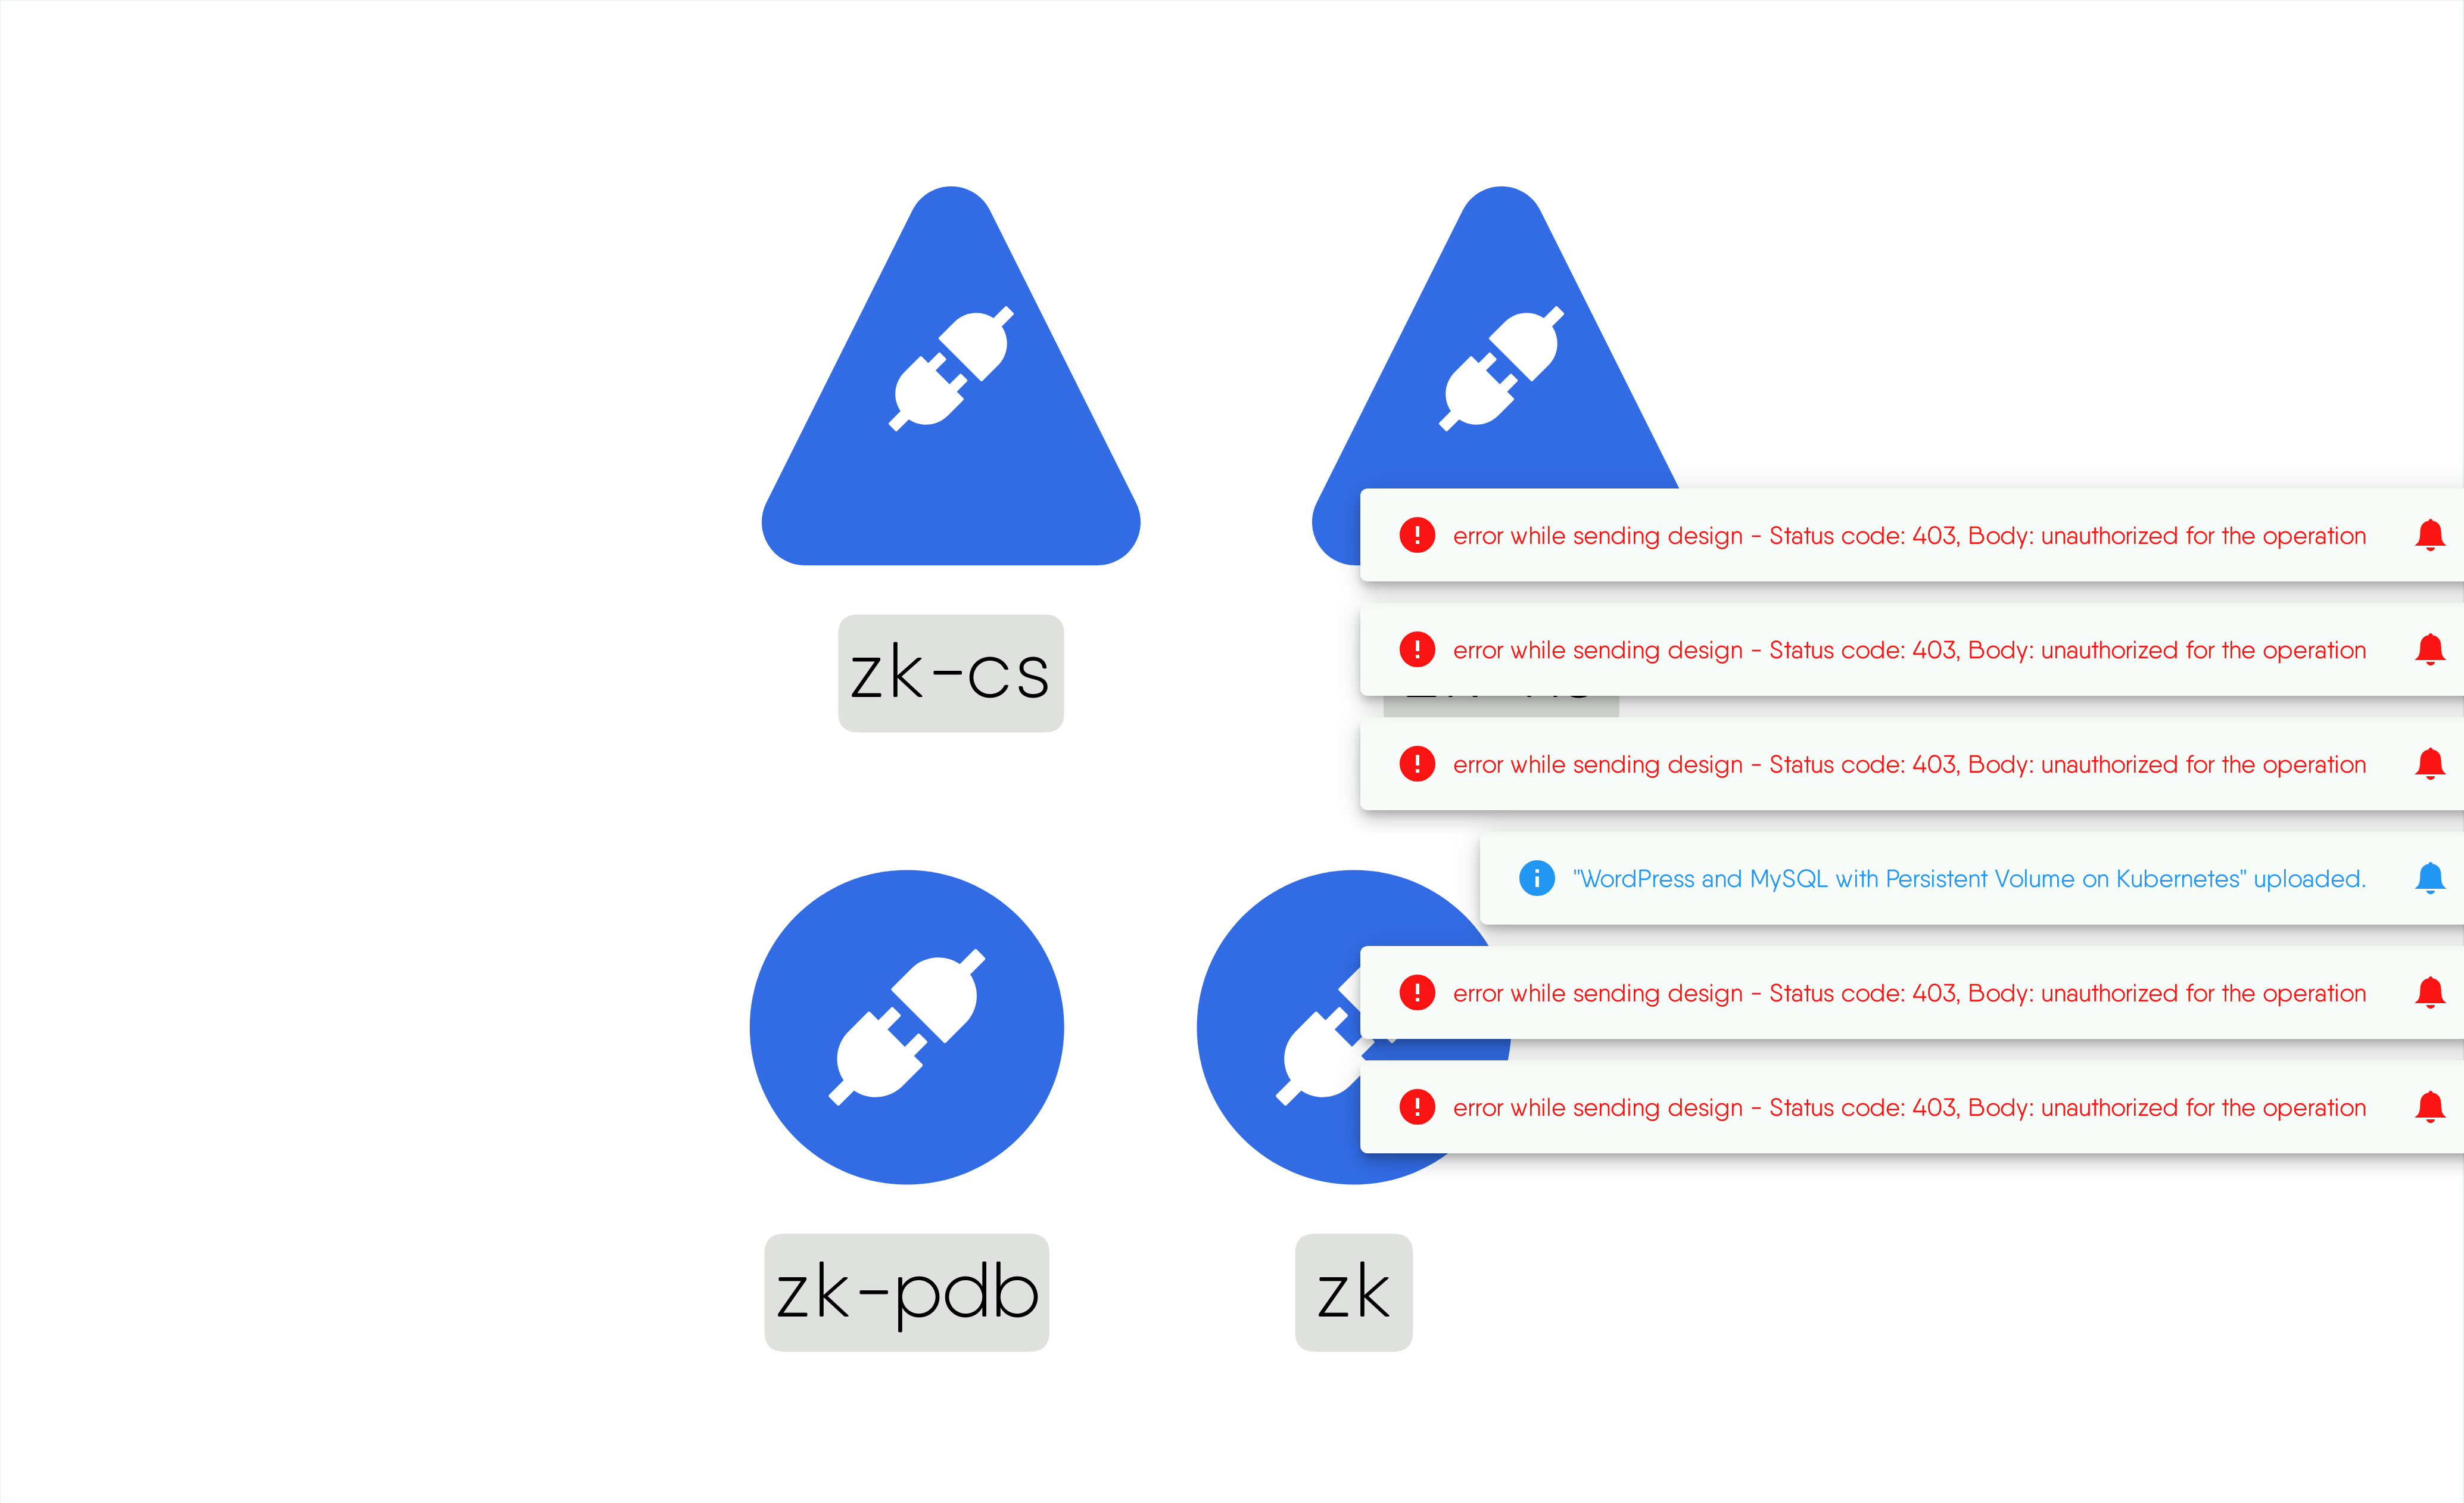 error while sending design - Status code: 403, Body: unauthorized for the operation
zk-cs
error while sending design - Status code: 403, Body: unauthorized for the operation
error while sending design - Status code: 403, Body: unauthorized for the operation
"WordPress and MySQL with Persistent Volume on Kubernetes" uploaded.
error while sending design - Status code: 403, Body: unauthorized for the operation
error while sending design - Status code: 403, Body: unauthorized for the operation
zk-pdb
zk